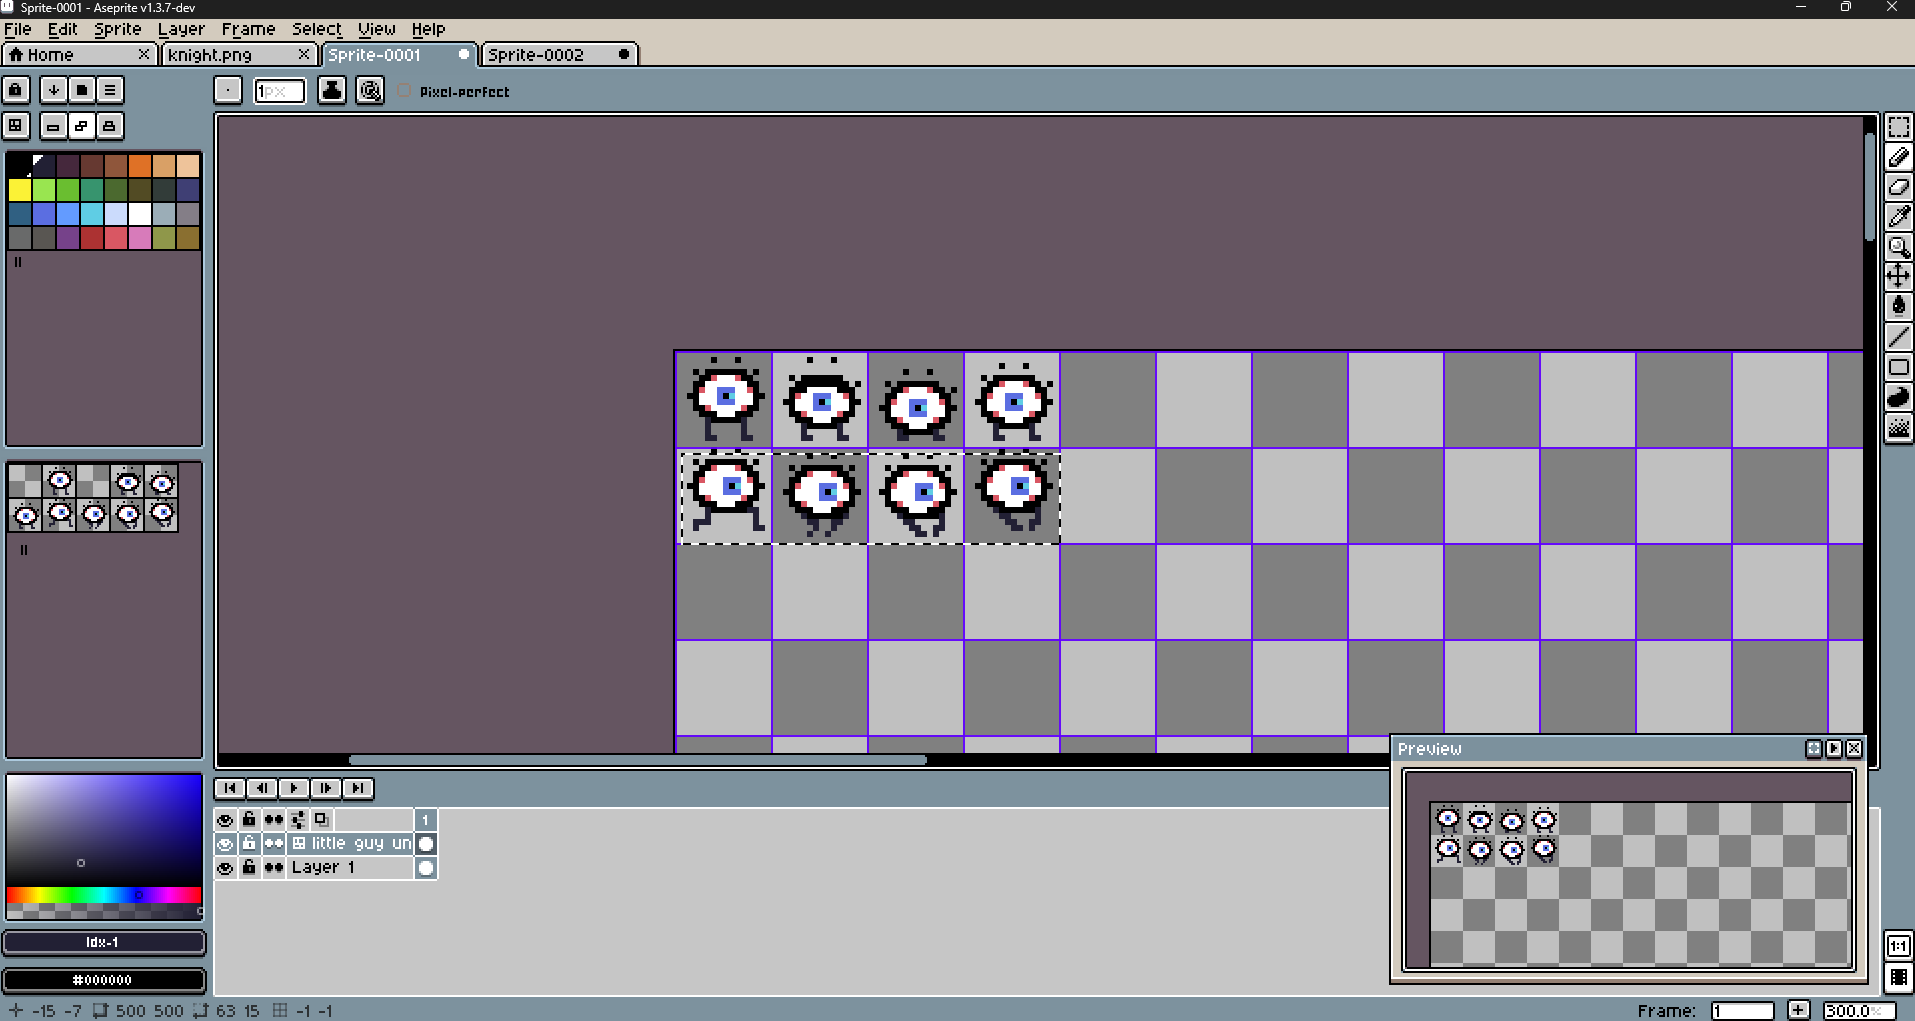 Sprite-0001 - Aseprite v1.3.7-dev
File Edit Sprite Layer Frame Select View Help
Home knight.png Sprite-0001 Sprite-0002
1px Pixel-perfect
Preview
1
little guy un
Layer 1
Idx-1
#000000
1:1
-15 -7 500 500 63 15 -1 -1 Frame: 1 300.0%